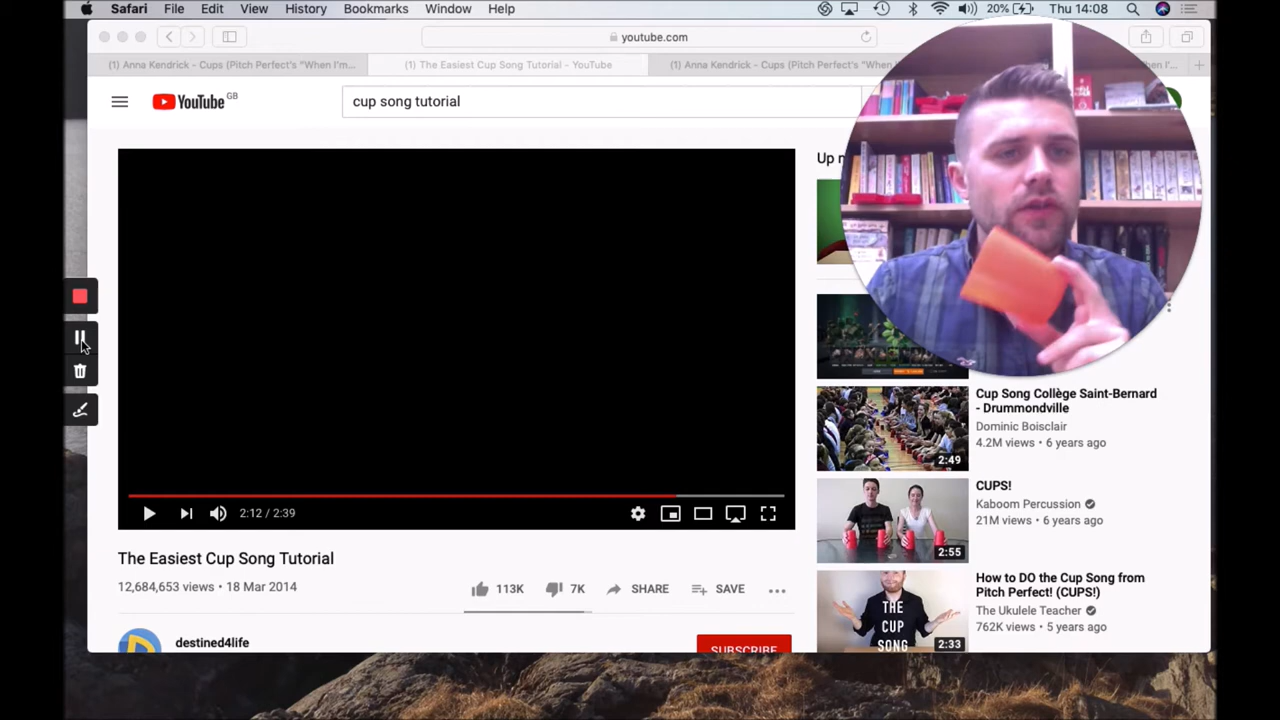 Safari File Edit View History Bookmarks Window Help 20% Thu 14:08
youtube.com
(1) Anna Kendrick - Cups (Pitch Perfect's "When I'm... (1) The Easiest Cup Song Tutorial - YouTube (1) Anna Kendrick - Cups (Pitch Perfect's "When I
YouTube GB
cup song tutorial
Up n
2:12 / 2:39
The Easiest Cup Song Tutorial
12,684,653 views • 18 Mar 2014
113K 7K SHARE SAVE
destined4life
SUBSCRIBE
Cup Song Collège Saint-Bernard
- Drummondville
Dominic Boisclair
4.2M views • 6 years ago
2:49
CUPS!
Kaboom Percussion
21M views • 6 years ago
2:55
How to DO the Cup Song from
Pitch Perfect! (CUPS!)
The Ukulele Teacher
762K views • 5 years ago
THE
CUP
SONG
2:33